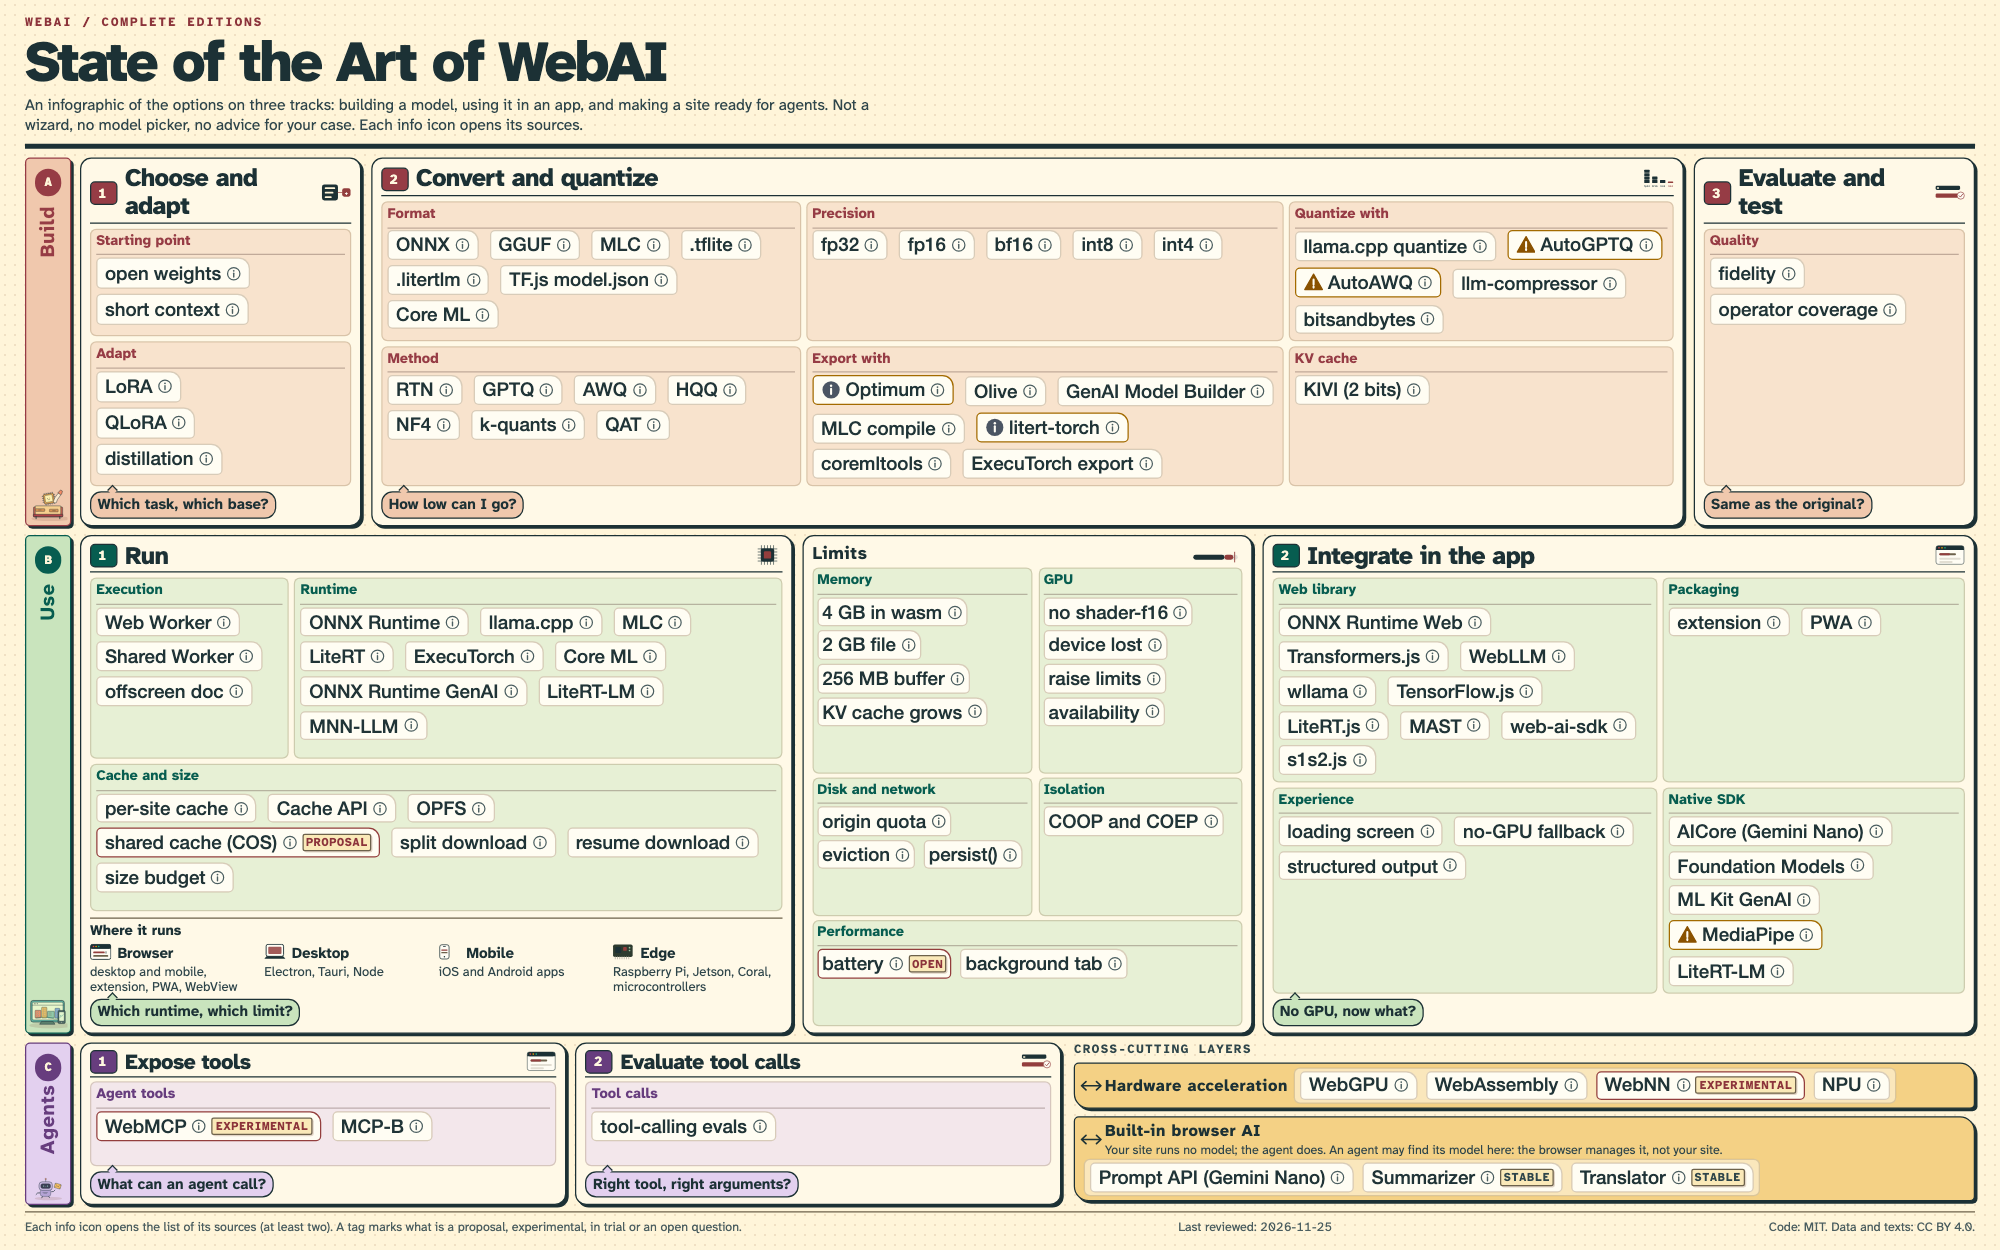 WEBAI / COMPLETE EDITIONS
State of the Art of WebAI
An infographic of the options on three tracks: building a model, using it in an app, and making a site ready for agents. Not a
wizard, no model picker, no advice for your case. Each info icon opens its sources.
A
Build
1
Choose and
adapt
Starting point
open weights
short context
Adapt
LoRA
QLoRA
distillation
Which task, which base?
2
Convert and quantize
Format
ONNX GGUF MLC .tflite
.litertlm TF.js model.json
Core ML
Precision
fp32 fp16 bf16 int8 int4
Quantize with
llama.cpp quantize AutoGPTQ
AutoAWQ llm-compressor
bitsandbytes
Method
RTN GPTQ AWQ HQQ
NF4 k-quants QAT
Export with
Optimum Olive GenAI Model Builder
MLC compile litert-torch
coremltools ExecuTorch export
KV cache
KIVI (2 bits)
How low can I go?
3
Evaluate and
test
Quality
fidelity
operator coverage
Same as the original?
B
Use
1
Run
Execution
Web Worker
Shared Worker
offscreen doc
Runtime
ONNX Runtime llama.cpp MLC
LiteRT ExecuTorch Core ML
ONNX Runtime GenAI LiteRT-LM
MNN-LLM
Cache and size
per-site cache Cache API OPFS
shared cache (COS) PROPOSAL split download resume download
size budget
Where it runs
Browser
desktop and mobile,
extension, PWA, WebView
Desktop
Electron, Tauri, Node
Mobile
iOS and Android apps
Edge
Raspberry Pi, Jetson, Coral,
microcontrollers
Which runtime, which limit?
Limits
Memory
4 GB in wasm
2 GB file
256 MB buffer
KV cache grows
GPU
no shader-f16
device lost
raise limits
availability
Disk and network
origin quota
eviction persist()
Isolation
COOP and COEP
Performance
battery OPEN background tab
2
Integrate in the app
Web library
ONNX Runtime Web
Transformers.js WebLLM
wllama TensorFlow.js
LiteRT.js MAST web-ai-sdk
s1s2.js
Packaging
extension PWA
Experience
loading screen no-GPU fallback
structured output
Native SDK
AICore (Gemini Nano)
Foundation Models
ML Kit GenAI
MediaPipe
LiteRT-LM
No GPU, now what?
C
Agents
1
Expose tools
Agent tools
WebMCP EXPERIMENTAL MCP-B
What can an agent call?
2
Evaluate tool calls
Tool calls
tool-calling evals
Right tool, right arguments?
CROSS-CUTTING LAYERS
Hardware acceleration WebGPU WebAssembly WebNN EXPERIMENTAL NPU
Built-in browser AI
Your site runs no model; the agent does. An agent may find its model here: the browser manages it, not your site.
Prompt API (Gemini Nano) Summarizer STABLE Translator STABLE
Each info icon opens the list of its sources (at least two). A tag marks what is a proposal, experimental, in trial or an open question.
Last reviewed: 2026-11-25
Code: MIT. Data and texts: CC BY 4.0.